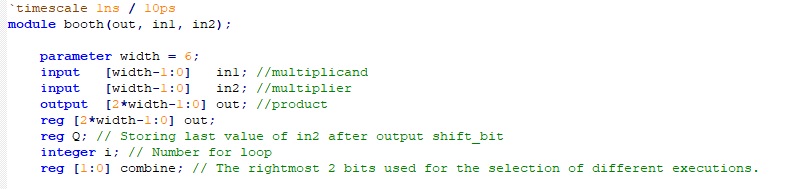 `timescale 1ns / 10ps
module booth(out, in1, in2);
parameter width = 6;
input [width-1:0] in1; //multiplicand
input [width-1:0] in2; //multiplier
output [2*width-1:0] out; //product
reg [2*width-1:0] out;
reg Q; // Storing last value of in2 after output shift_bit
integer i; // Number for loop
reg [1:0] combine; // The rightmost 2 bits used for the selection of different executions.